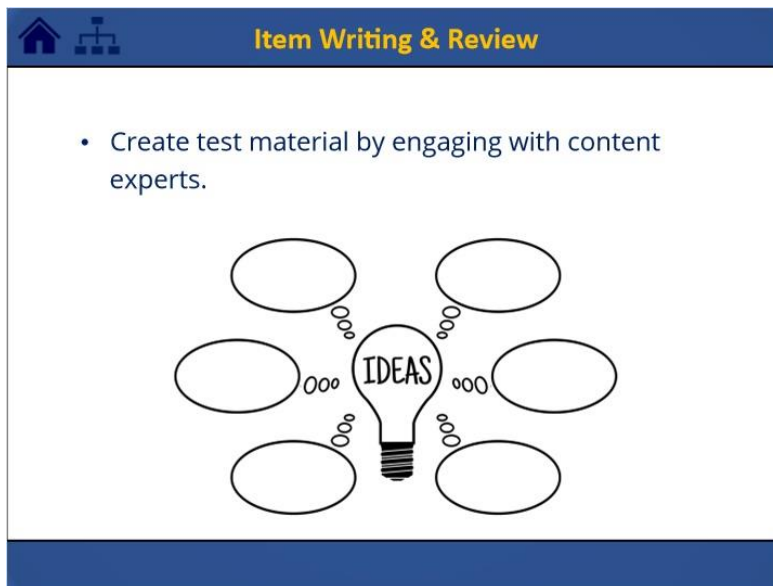 Item Writing & Review
• Create test material by engaging with content
experts.
IDEAS